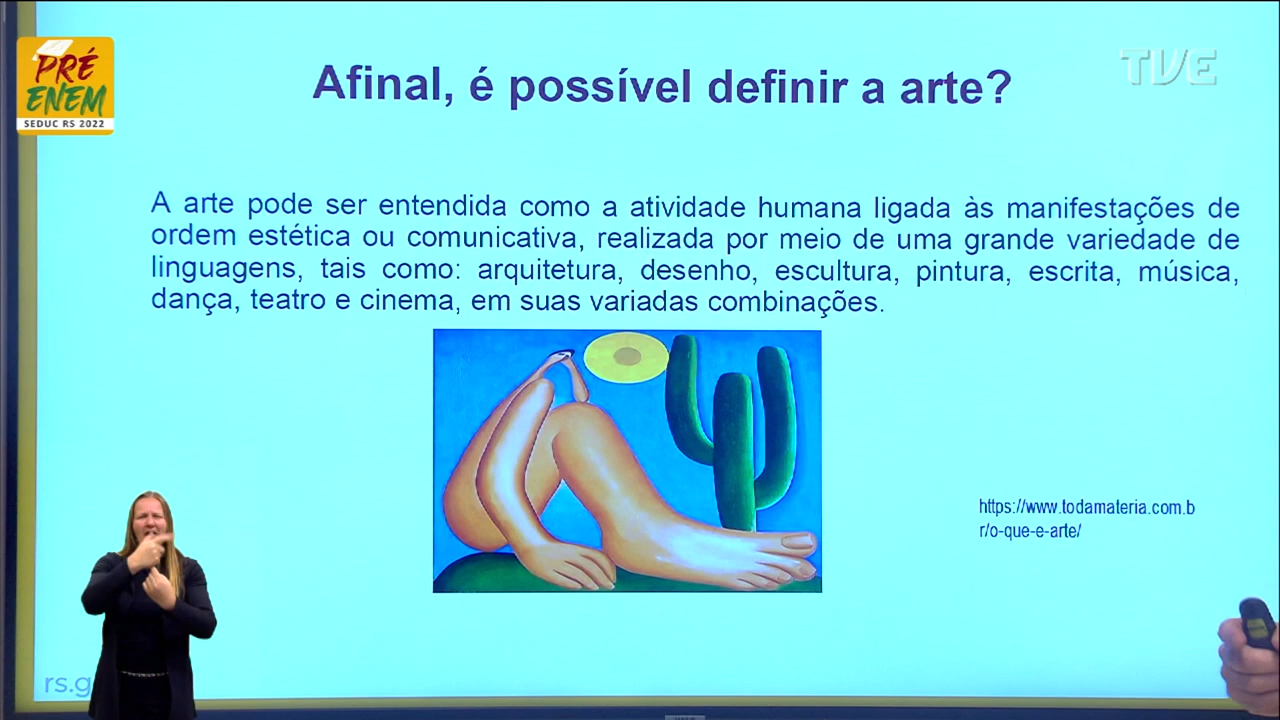 PRÉ
ENEM
SEDUC RS 2022
TVE
Afinal, é possível definir a arte?
A arte pode ser entendida como a atividade humana ligada às manifestações de
ordem estética ou comunicativa, realizada por meio de uma grande variedade de
linguagens, tais como: arquitetura, desenho, escultura, pintura, escrita, música,
dança, teatro e cinema, em suas variadas combinações.
https://www.todamateria.com.b
r/o-que-e-arte/
rs.g